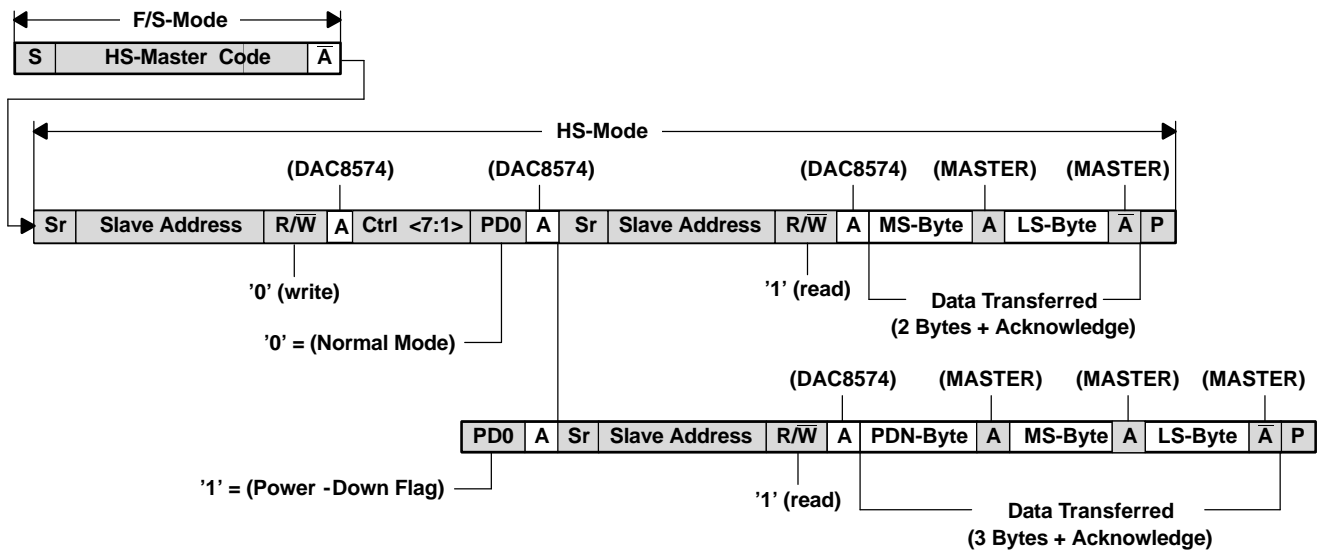 F/S-Mode
S HS-Master Code A̅
HS-Mode
(DAC8574) (DAC8574) (DAC8574) (MASTER) (MASTER)
Sr Slave Address R/W̅ A Ctrl <7:1> PD0 A Sr Slave Address R/W̅ A MS-Byte A LS-Byte A̅ P
'0' (write) '1' (read) Data Transferred
(2 Bytes + Acknowledge)
'0' = (Normal Mode)
(DAC8574) (MASTER) (MASTER) (MASTER)
PD0 A Sr Slave Address R/W̅ A PDN-Byte A MS-Byte A LS-Byte A̅ P
'1' = (Power -Down Flag) '1' (read) Data Transferred
(3 Bytes + Acknowledge)